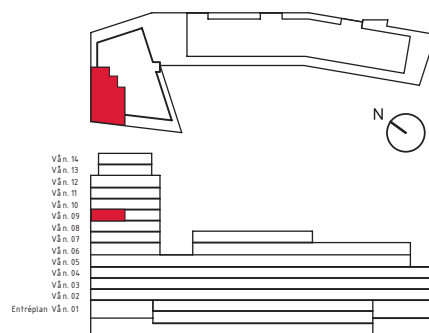 N
Vån. 14
Vån. 13
Vån. 12
Vån. 11
Vån. 10
Vån. 09
Vån. 08
Vån. 07
Vån. 06
Vån. 05
Vån. 04
Vån. 03
Vån. 02
Entréplan Vån. 01